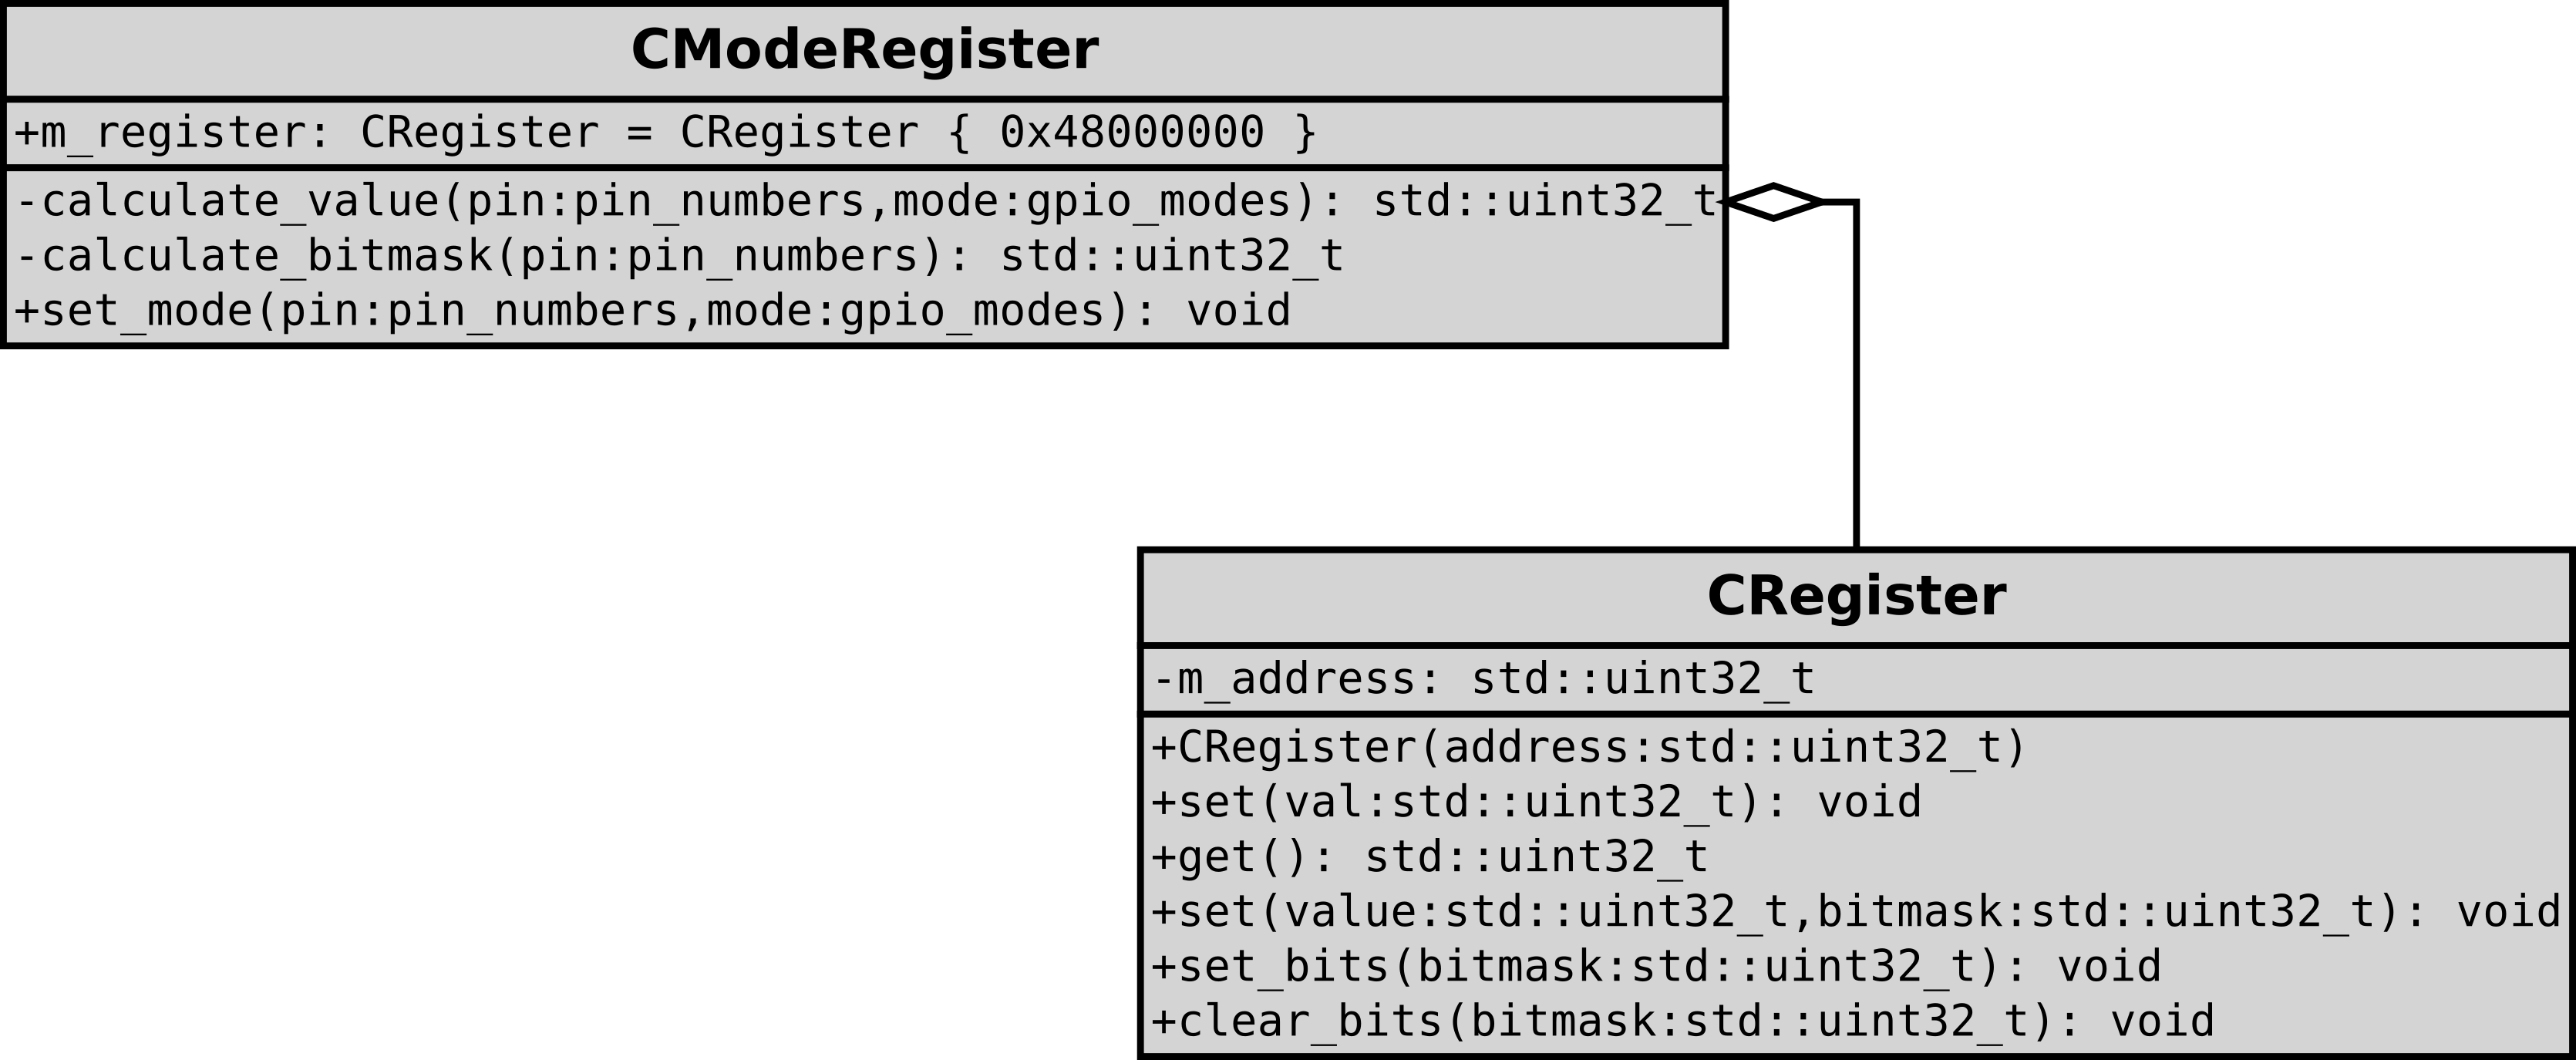 CModeRegister
+m_register: CRegister = CRegister { 0x48000000 }
-calculate_value(pin:pin_numbers,mode:gpio_modes): std::uint32_t
-calculate_bitmask(pin:pin_numbers): std::uint32_t
+set_mode(pin:pin_numbers,mode:gpio_modes): void
CRegister
-m_address: std::uint32_t
+CRegister(address:std::uint32_t)
+set(val:std::uint32_t): void
+get(): std::uint32_t
+set(value:std::uint32_t,bitmask:std::uint32_t): void
+set_bits(bitmask:std::uint32_t): void
+clear_bits(bitmask:std::uint32_t): void